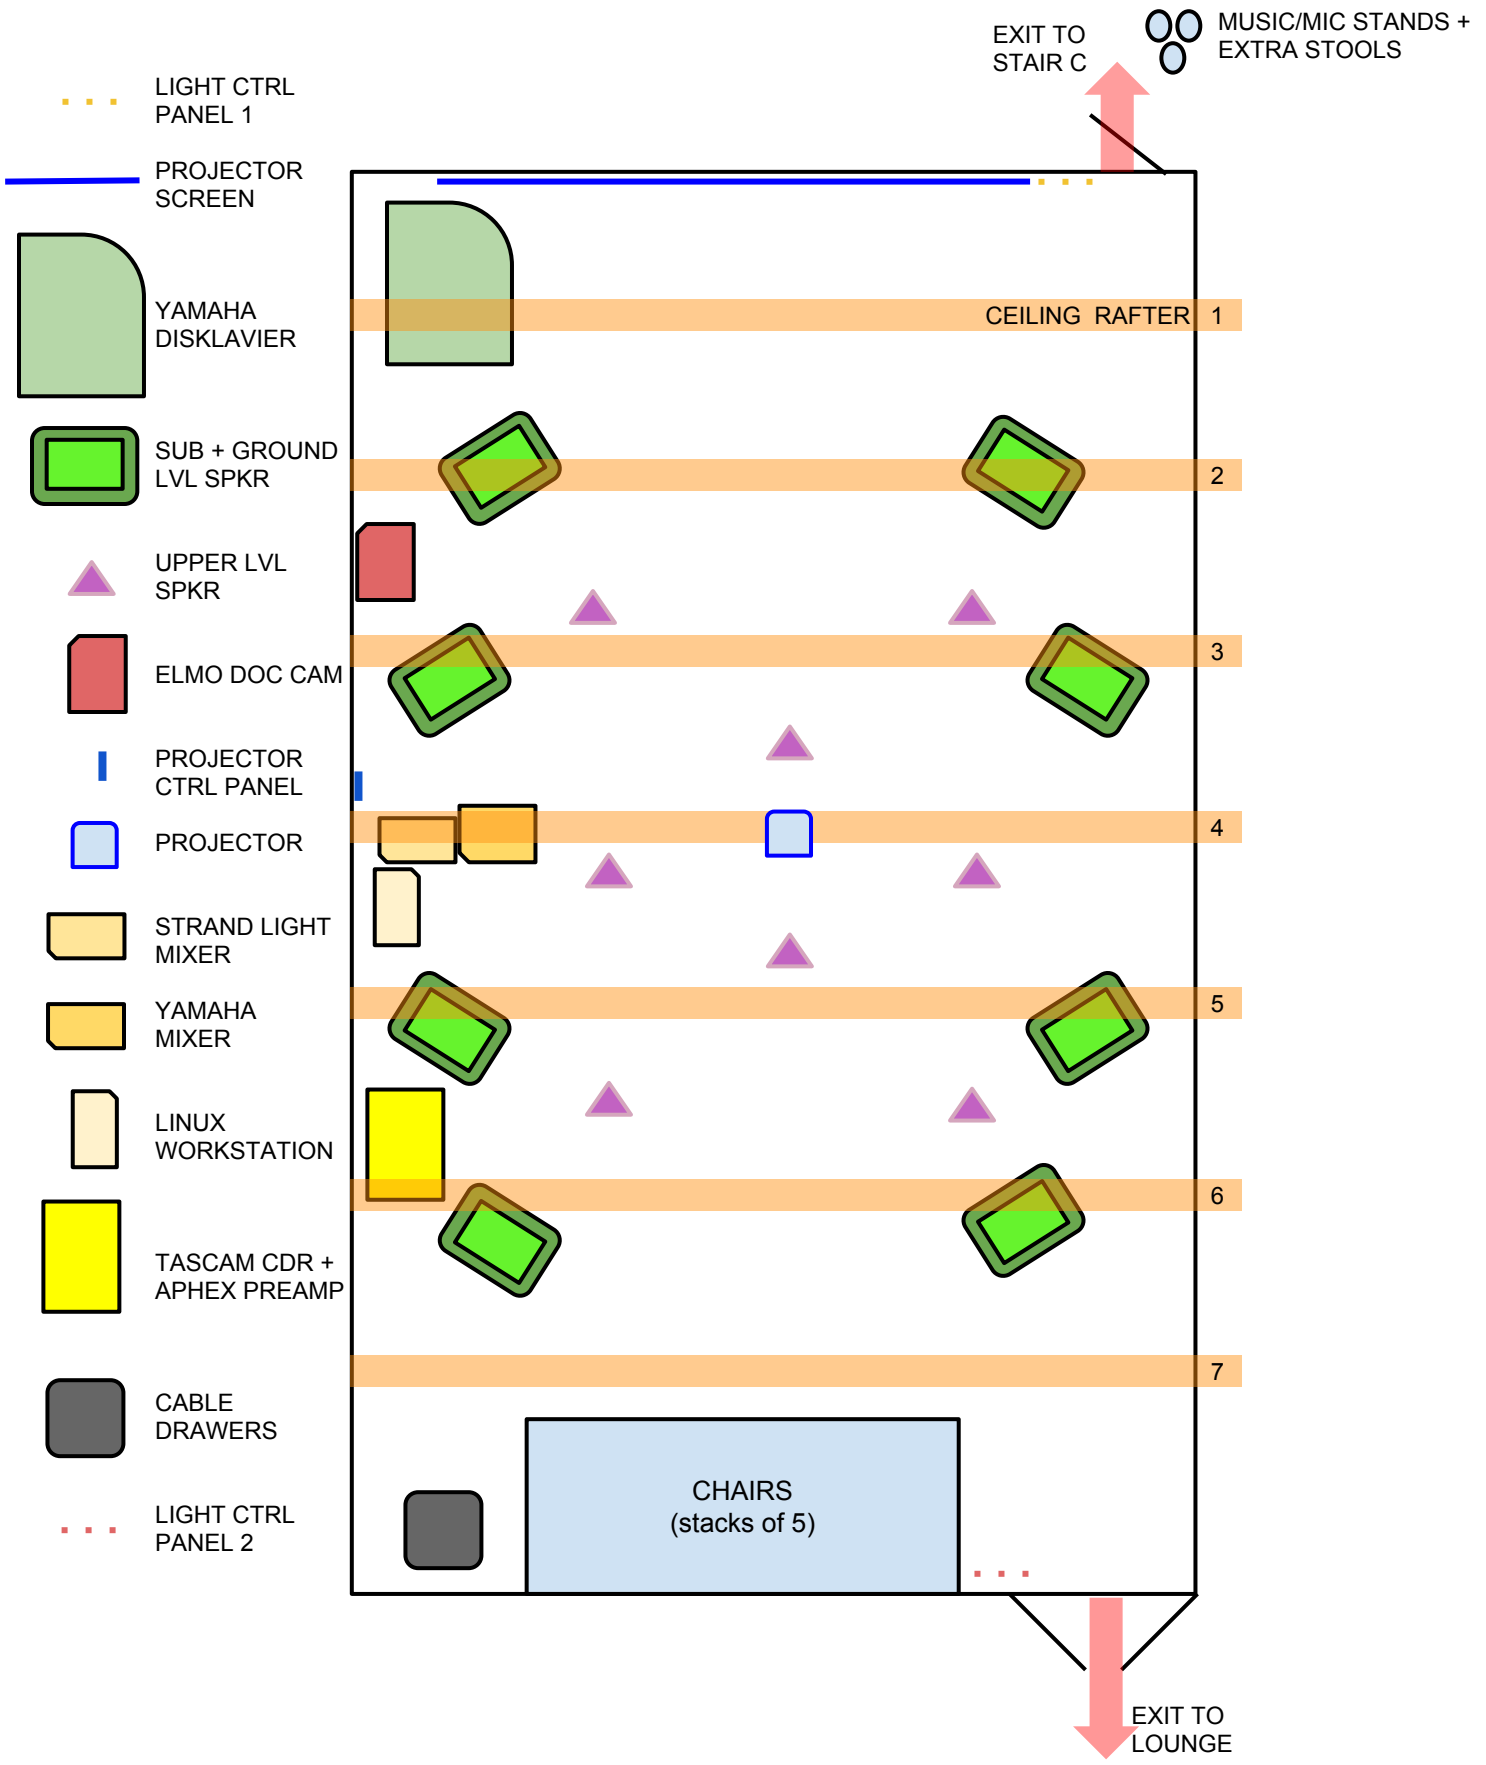 EXIT TO
STAIR C
MUSIC/MIC STANDS +
EXTRA STOOLS
LIGHT CTRL
PANEL 1
PROJECTOR
SCREEN
YAMAHA
DISKLAVIER
SUB + GROUND
LVL SPKR
UPPER LVL
SPKR
ELMO DOC CAM
PROJECTOR
CTRL PANEL
PROJECTOR
STRAND LIGHT
MIXER
YAMAHA
MIXER
LINUX
WORKSTATION
TASCAM CDR +
APHEX PREAMP
CABLE
DRAWERS
LIGHT CTRL
PANEL 2
CEILING RAFTER 1
2
3
4
5
6
7
CHAIRS
(stacks of 5)
EXIT TO
LOUNGE